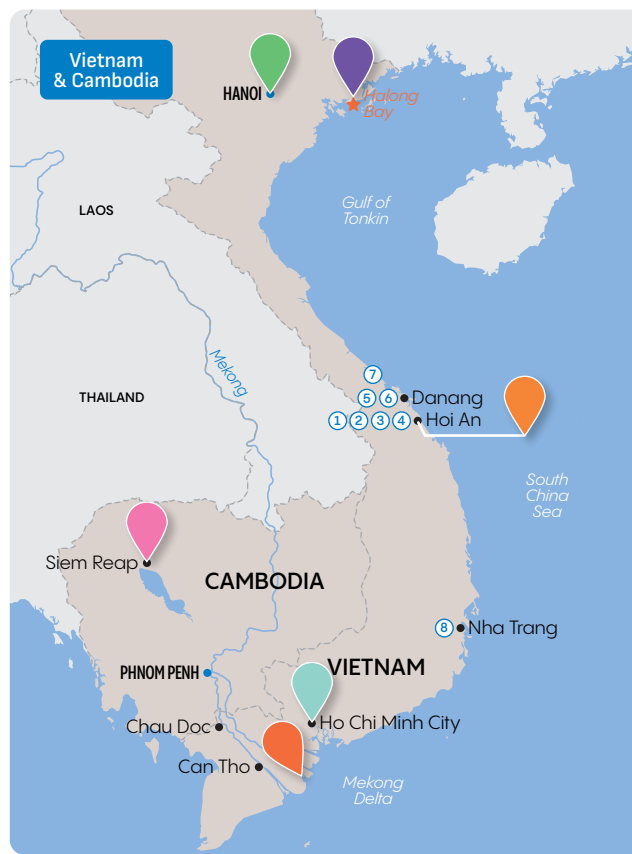 Vietnam
& Cambodia
HANOI
Halong
Bay
Gulf of
Tonkin
LAOS
Mekong
THAILAND
7
5 6 Danang
1 2 3 4 Hoi An
South
China
Sea
Siem Reap
CAMBODIA
8 Nha Trang
PHNOM PENH
VIETNAM
Chau Doc
Ho Chi Minh City
Can Tho
Mekong
Delta